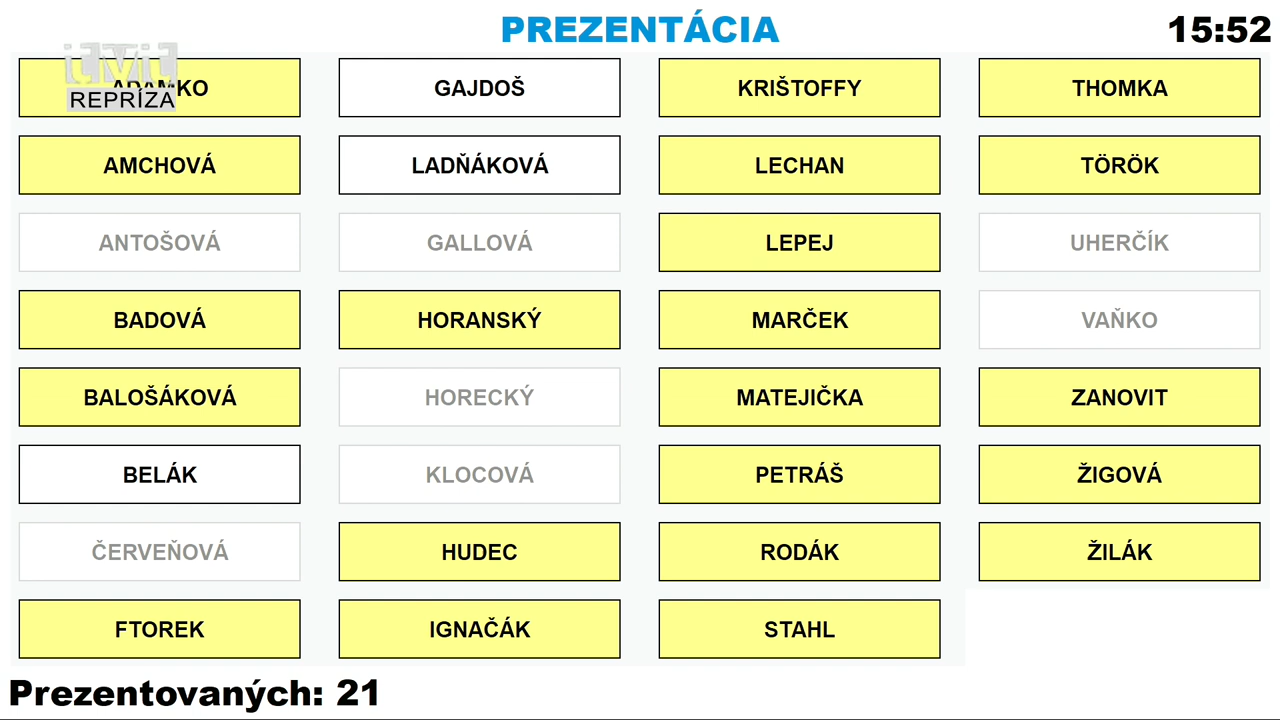 PREZENTÁCIA 15:52
REPRÍZA
GAJDOŠ KRIŠTOFFY THOMKA
AMCHOVÁ LADŇÁKOVÁ LECHAN TÖRÖK
ANTOŠOVÁ GALLOVÁ LEPEJ UHERČÍK
BADOVÁ HORANSKÝ MARČEK VAŇKO
BALOŠÁKOVÁ HORECKÝ MATEJIČKA ZANOVIT
BELÁK KLOCOVÁ PETRÁŠ ŽIGOVÁ
ČERVEŇOVÁ HUDEC RODÁK ŽILÁK
FTOREK IGNAČÁK STAHL
Prezentovaných: 21